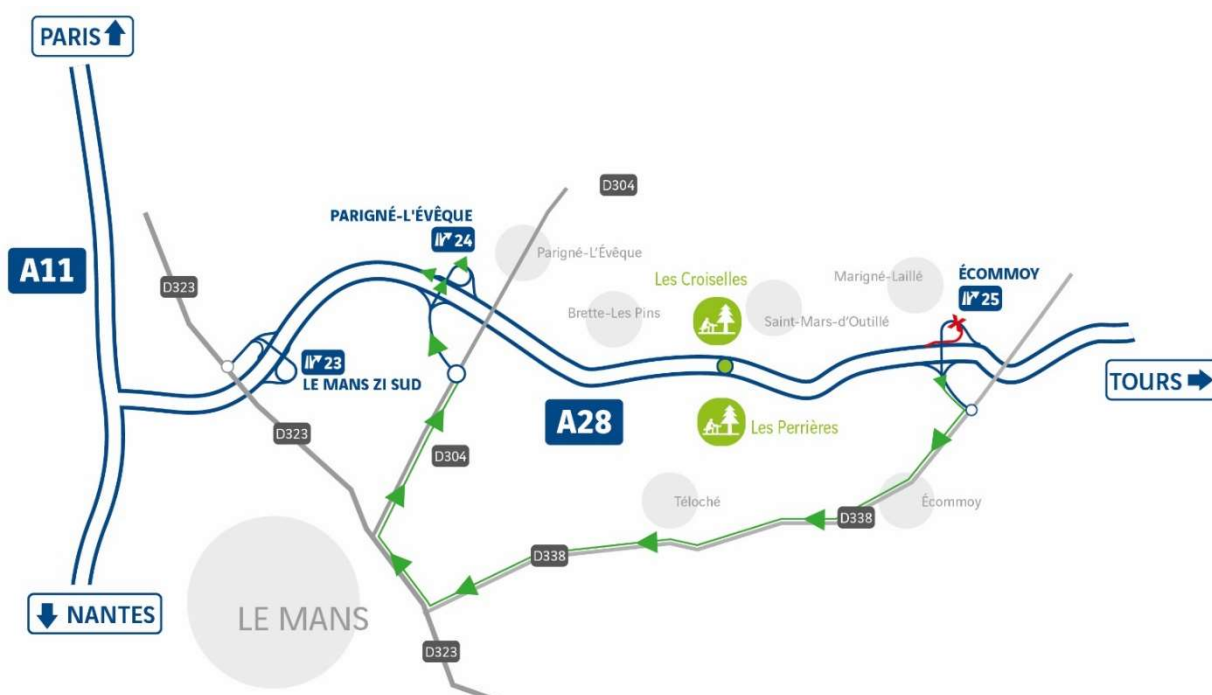 PARIS
D304
PARIGNÉ-L'ÉVÊQUE
24
Parigné-L'Évêque
A11
D323
Les Croiselles
Marigné-Laillé
ÉCOMMOY
25
Brette-Les Pins
Saint-Mars-d'Outillé
23
LE MANS ZI SUD
TOURS
A28
Les Perrières
D323
D304
Téloché
Écommoy
D338
D338
NANTES
LE MANS
D323